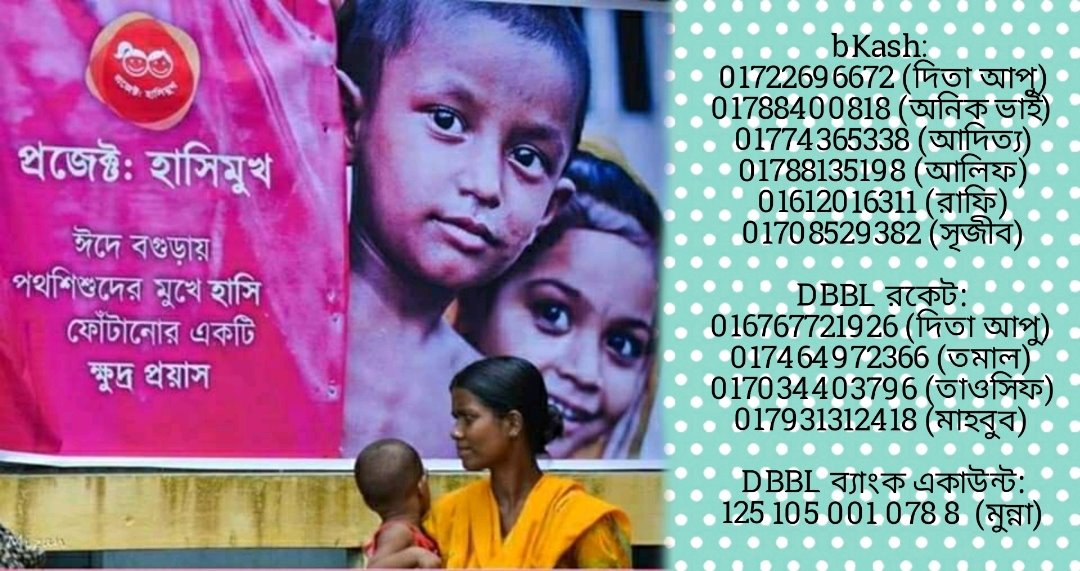 প্রজেক্ট: হাসিমুখ
প্রজেক্ট: হাসিমুখ
ঈদে বগুড়ায়
পথশিশুদের মুখে হাসি
ফোঁটানোর একটি
ক্ষুদ্র প্রয়াস
bKash:
01722696672 (দিতা আপু)
01788400818 (অনিক ভাই)
01774365338 (আদিত্য)
01788135198 (আলিফ)
01612016311 (রাফি)
01708529382 (সৃজীব)
DBBL রকেট:
016767721926 (দিতা আপু)
017464972366 (তমাল)
017034403796 (তাওসিফ)
017931312418 (মাহবুব)
DBBL ব্যাংক একাউন্ট:
125 105 001 078 8 (মুন্না)